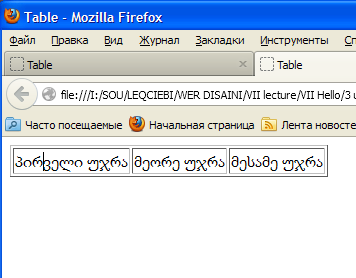 Table - Mozilla Firefox
Файл Правка Вид Журнал Закладки Инструменты
Table Table
file:///I:/SOU/LEQCIEBI/WER DISAINI/VII lecture/VII Hello/3 u
Часто посещаемые Начальная страница Лента новосте
პირველი უჯრა მეორე უჯრა მესამე უჯრა